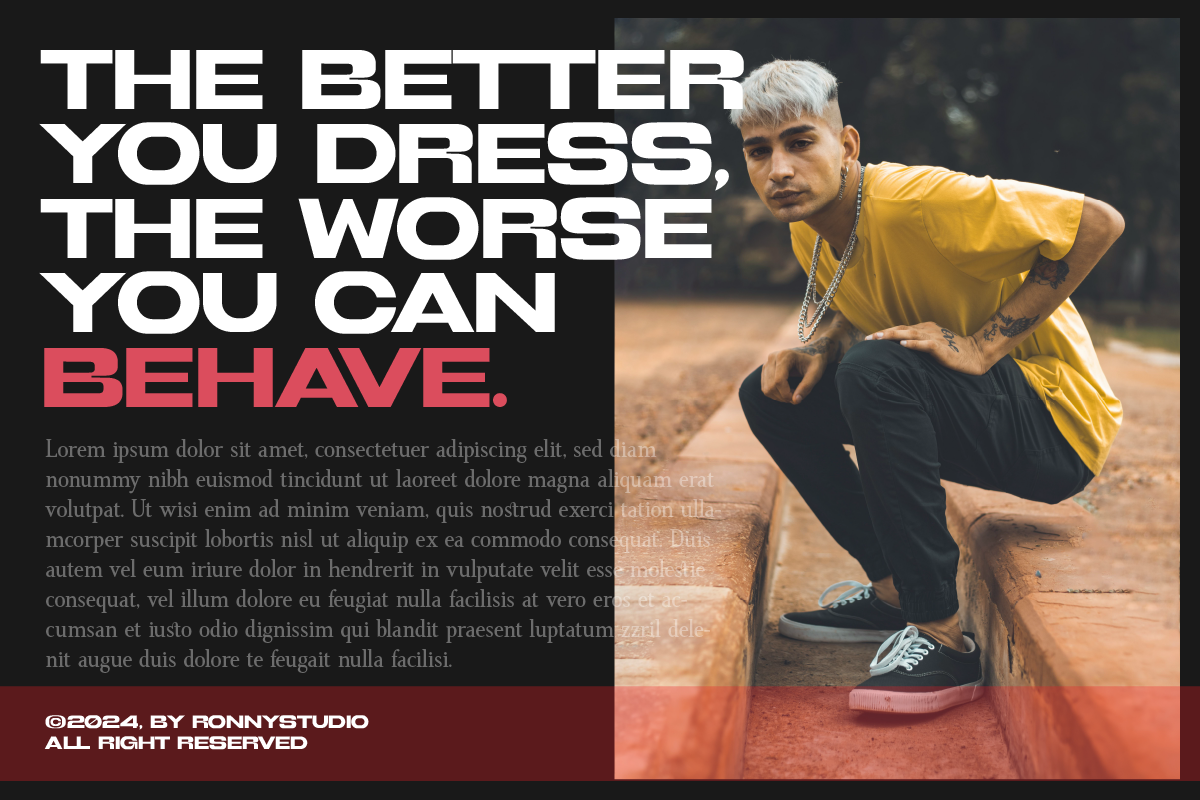 THE BETTER
YOU DRESS,
THE WORSE
YOU CAN
BEHAVE.
Lorem ipsum dolor sit amet, consectetuer adipiscing elit, sed diam
nonummy nibh euismod tincidunt ut laoreet dolore magna aliquam erat
volutpat. Ut wisi enim ad minim veniam, quis nostrud exerci tation ulla-
mcorper suscipit lobortis nisl ut aliquip ex ea commodo consequat. Duis
autem vel eum iriure dolor in hendrerit in vulputate velit esse molestie
consequat, vel illum dolore eu feugiat nulla facilisis at vero eros et ac-
cumsan et iusto odio dignissim qui blandit praesent luptatum zzril dele-
nit augue duis dolore te feugait nulla facilisi.
©2024, BY RONNYSTUDIO
ALL RIGHT RESERVED